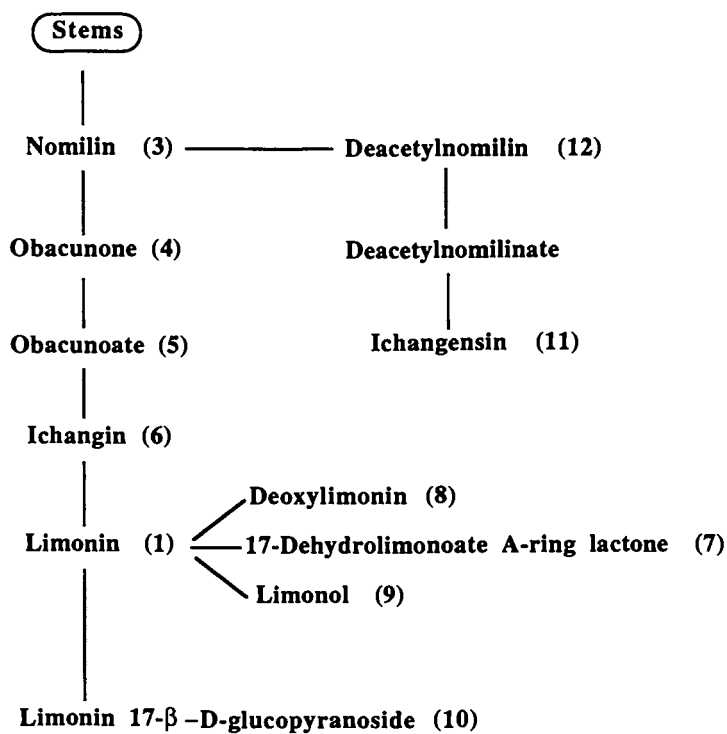 Stems
Nomilin (3)
Deacetylnomilin (12)
Obacunone (4)
Deacetylnomilinate
Obacunoate (5)
Ichangensin (11)
Ichangin (6)
Deoxylimonin (8)
Limonin (1)
17-Dehydrolimonoate A-ring lactone (7)
Limonol (9)
Limonin 17-β-D-glucopyranoside (10)